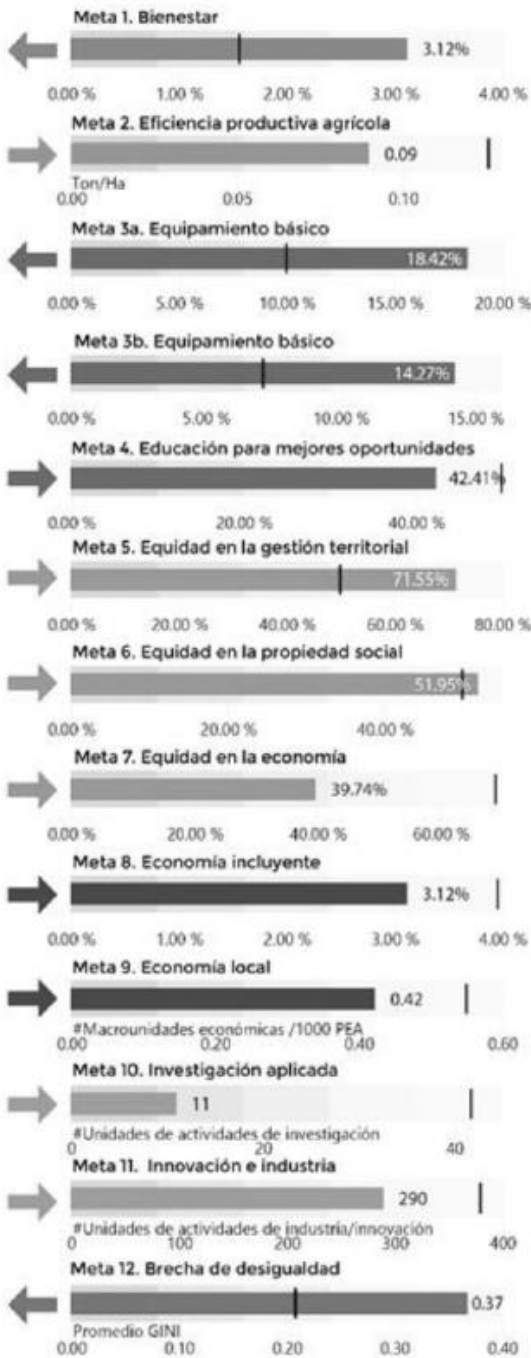 Meta 1. Bienestar
3.12%
0.00 % 1.00 % 2.00 % 3.00 % 4.00 %
Meta 2. Eficiencia productiva agrícola
0.09
Ton/Ha
0.00 0.05 0.10
Meta 3a. Equipamiento básico
18.42%
0.00 % 5.00 % 10.00 % 15.00 % 20.00 %
Meta 3b. Equipamiento básico
14.27%
0.00 % 5.00 % 10.00 % 15.00 %
Meta 4. Educación para mejores oportunidades
42.41%
0.00 % 20.00 % 40.00 %
Meta 5. Equidad en la gestión territorial
71.55%
0.00 % 20.00 % 40.00 % 60.00 % 80.00 %
Meta 6. Equidad en la propiedad social
51.95%
0.00 % 20.00 % 40.00 %
Meta 7. Equidad en la economía
39.74%
0.00 % 20.00 % 40.00 % 60.00 %
Meta 8. Economía incluyente
3.12%
0.00 % 1.00 % 2.00 % 3.00 % 4.00 %
Meta 9. Economía local
0.42
#Macrounidades económicas /1000 PEA
0.00 0.20 0.40 0.60
Meta 10. Investigación aplicada
11
#Unidades de actividades de investigación
0 20 40
Meta 11. Innovación e industria
290
#Unidades de actividades de industria/innovación
0 100 200 300 400
Meta 12. Brecha de desigualdad
0.37
Promedio GINI
0.00 0.10 0.20 0.30 0.40